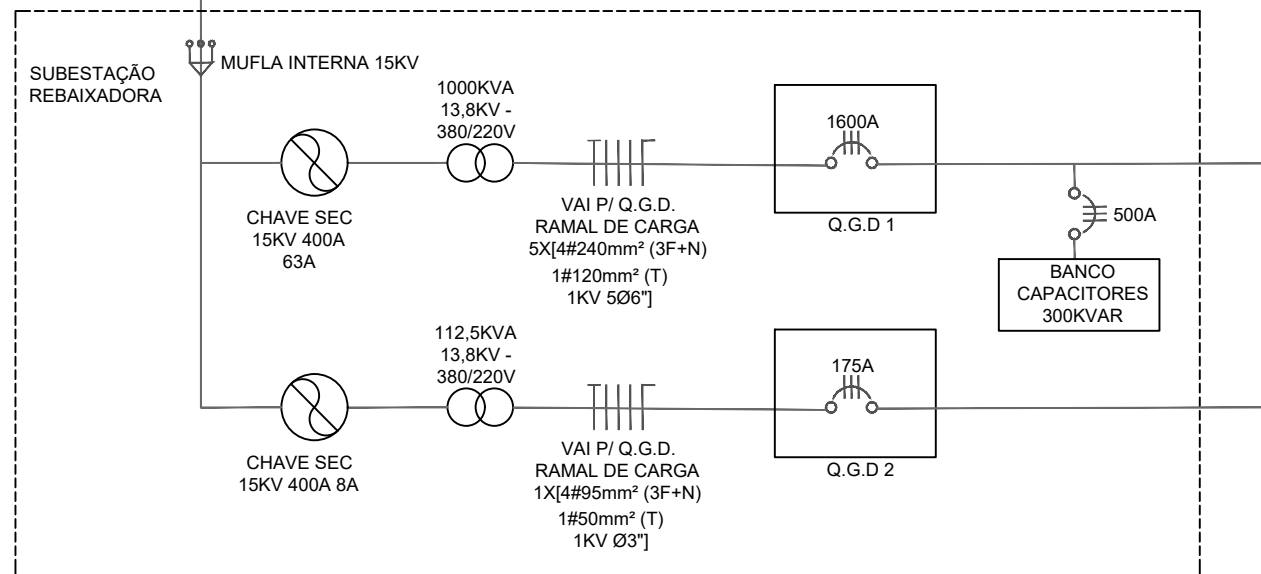 SUBESTAÇÃO
REBAIXADORA
MUFLA INTERNA 15KV
CHAVE SEC
15KV 400A
63A
1000KVA
13,8KV -
380/220V
VAI P/ Q.G.D.
RAMAL DE CARGA
5X[4#240mm² (3F+N)
1#120mm² (T)
1KV 5Ø6"]
1600A
Q.G.D 1
500A
BANCO
CAPACITORES
300KVAR
CHAVE SEC
15KV 400A 8A
112,5KVA
13,8KV -
380/220V
VAI P/ Q.G.D.
RAMAL DE CARGA
1X[4#95mm² (3F+N)
1#50mm² (T)
1KV Ø3"]
175A
Q.G.D 2